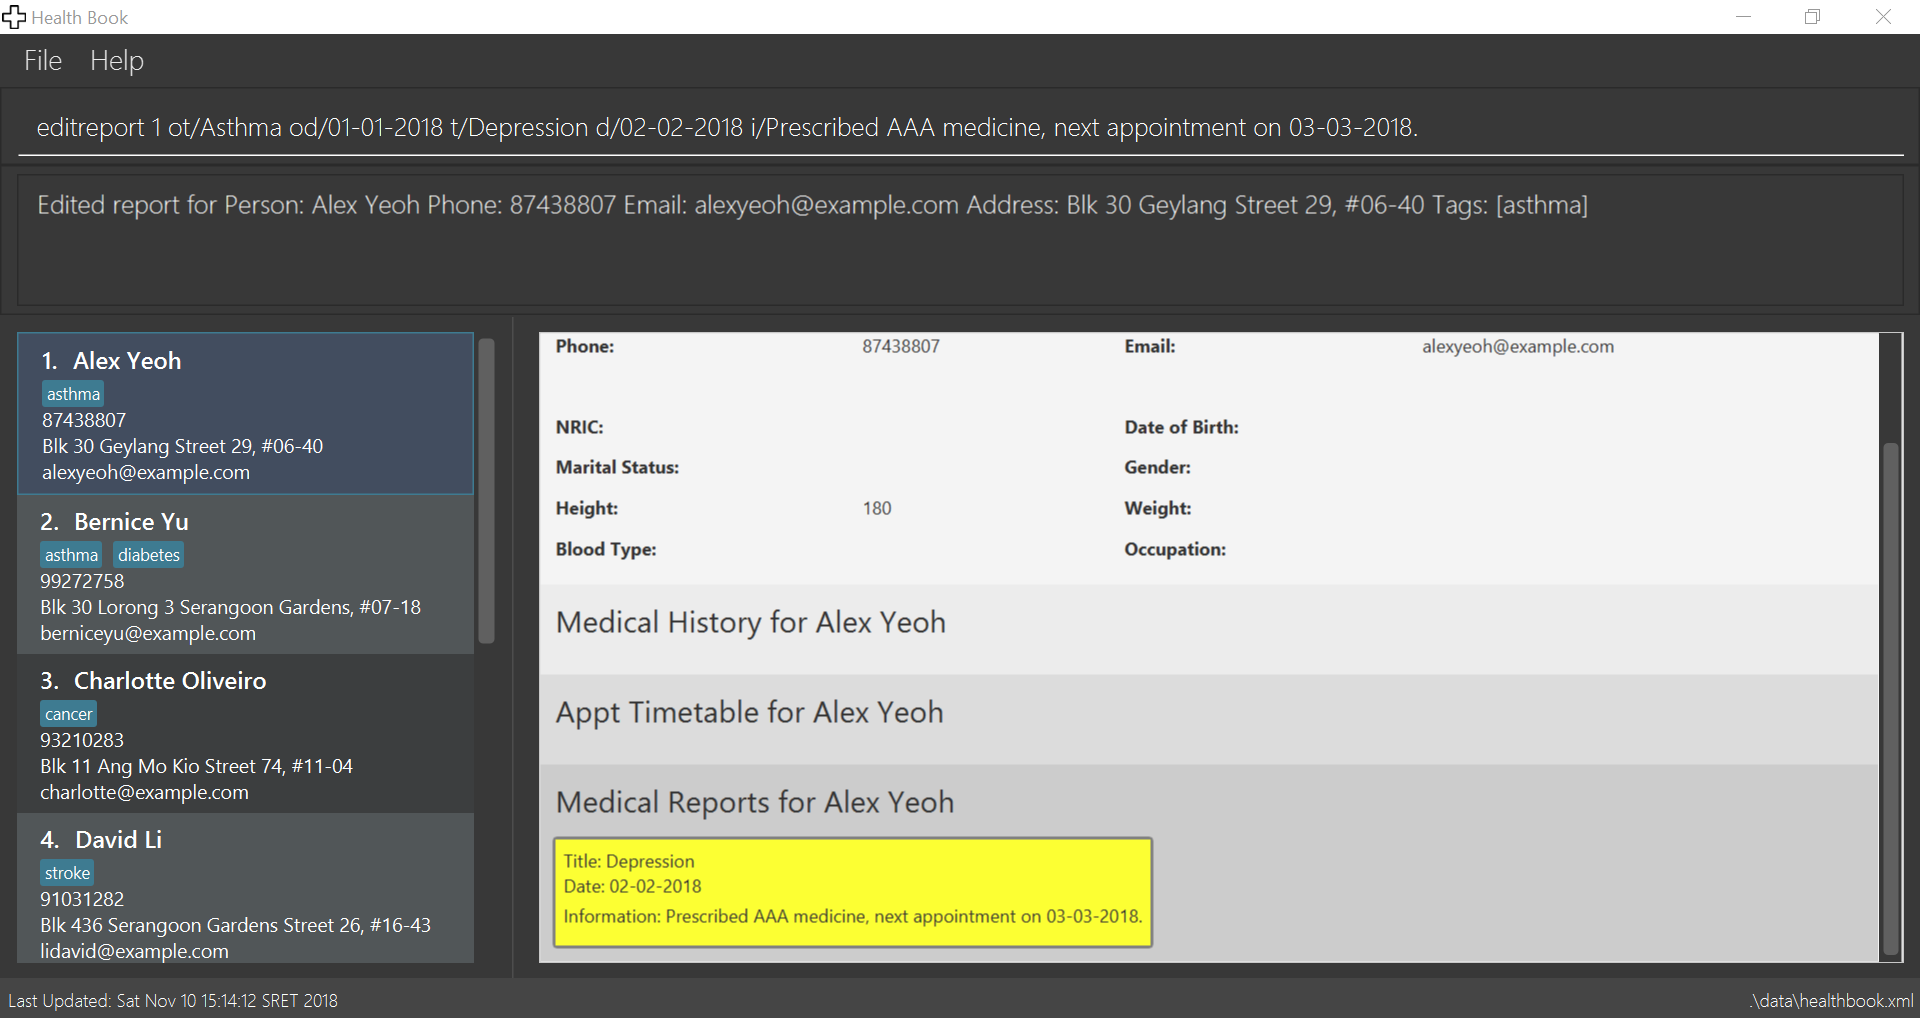 Health Book
File Help
editreport 1 ot/Asthma od/01-01-2018 t/Depression d/02-02-2018 i/Prescribed AAA medicine, next appointment on 03-03-2018.
Edited report for Person: Alex Yeoh Phone: 87438807 Email: alexyeoh@example.com Address: Blk 30 Geylang Street 29, #06-40 Tags: [asthma]
1. Alex Yeoh
asthma
87438807
Blk 30 Geylang Street 29, #06-40
alexyeoh@example.com
2. Bernice Yu
asthma diabetes
99272758
Blk 30 Lorong 3 Serangoon Gardens, #07-18
berniceyu@example.com
3. Charlotte Oliveiro
cancer
93210283
Blk 11 Ang Mo Kio Street 74, #11-04
charlotte@example.com
4. David Li
stroke
91031282
Blk 436 Serangoon Gardens Street 26, #16-43
lidavid@example.com
Phone: 87438807 Email: alexyeoh@example.com
NRIC: Date of Birth:
Marital Status: Gender:
Height: 180 Weight:
Blood Type: Occupation:
Medical History for Alex Yeoh
Appt Timetable for Alex Yeoh
Medical Reports for Alex Yeoh
Title: Depression
Date: 02-02-2018
Information: Prescribed AAA medicine, next appointment on 03-03-2018.
Last Updated: Sat Nov 10 15:14:12 SRET 2018
.\data\healthbook.xml